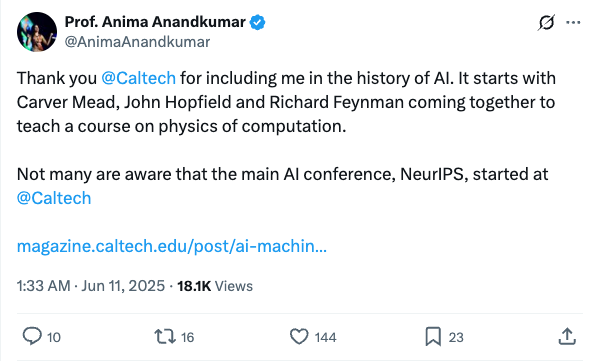 Prof. Anima Anandkumar
@AnimaAnandkumar
Thank you @Caltech for including me in the history of AI. It starts with
Carver Mead, John Hopfield and Richard Feynman coming together to
teach a course on physics of computation.
Not many are aware that the main AI conference, NeurIPS, started at
@Caltech
magazine.caltech.edu/post/ai-machin...
1:33 AM · Jun 11, 2025 · 18.1K Views
10 16 144 23